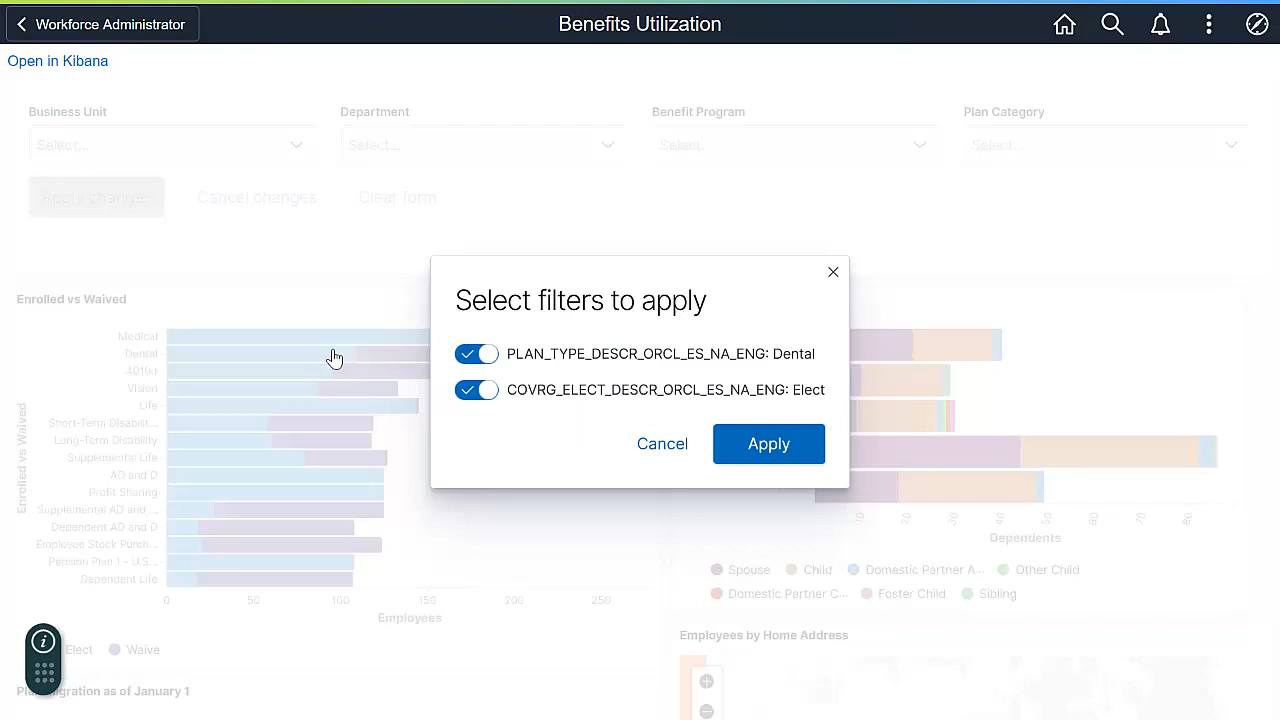 Workforce Administrator
Benefits Utilization
Open in Kibana
Business Unit
Department
Benefit Program
Plan Category
Select...
Select...
Select...
Select...
Apply changes
Cancel changes
Clear form
Select filters to apply
PLAN_TYPE_DESCR_ORCL_ES_NA_ENG: Dental
COVRG_ELECT_DESCR_ORCL_ES_NA_ENG: Elect
Cancel
Apply
Enrolled vs Waived
Enrolled vs Waived
Medical
Dental
401(k)
Vision
Life
Short-Term Disabilit...
Long-Term Disability
Supplemental Life
AD and D
Profit Sharing
Supplemental AD and ...
Dependent AD and D
Employee Stock Purch...
Pension Plan 1 - U.S...
Dependent Life
0 50 100 150 200 250
Employees
Elect
Waive
10 20 30 40 50 60 70 80
Dependents
Spouse
Child
Domestic Partner A...
Other Child
Domestic Partner C...
Foster Child
Sibling
Employees by Home Address
gration as of January 1